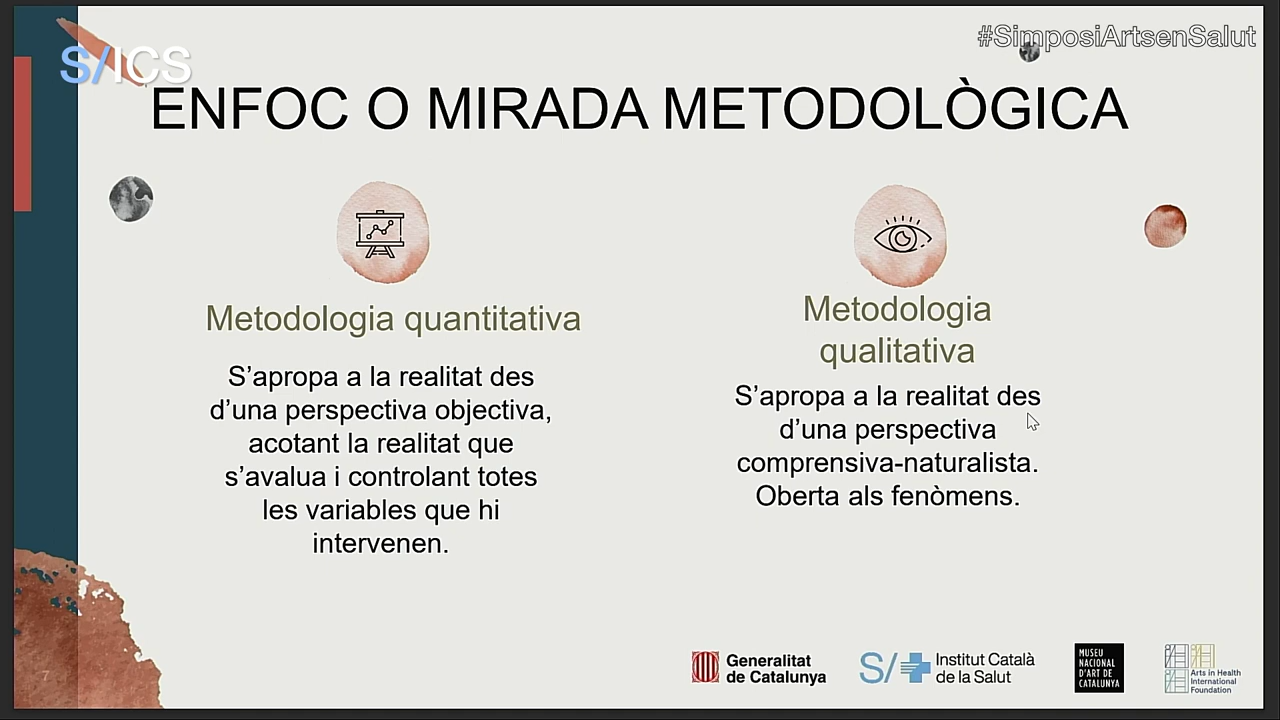 #SimposiArtsenSalut
S/ICS
ENFOC O MIRADA METODOLÒGICA
Metodologia quantitativa
S’apropa a la realitat des
d’una perspectiva objectiva,
acotant la realitat que
s’avalua i controlant totes
les variables que hi
intervenen.
Metodologia
qualitativa
S’apropa a la realitat des
d’una perspectiva
comprensiva-naturalista.
Oberta als fenòmens.
7
Generalitat
de Catalunya
S/
Institut Català
de la Salut
MUSEU
NACIONAL
D'ART DE
CATALUNYA
Arts in Health
International
Foundation